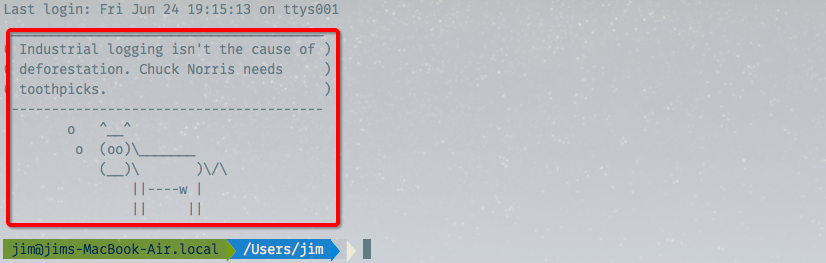 Last login: Fri Jun 24 19:15:13 on ttys001
 ________________________________________
( Industrial logging isn't the cause of )
( deforestation. Chuck Norris needs     )
( toothpicks.                           )
 ---------------------------------------
        o   ^__^
         o  (oo)\_______
            (__)\       )\/\
                ||----w |
                ||     ||
jim@jims-MacBook-Air.local /Users/jim